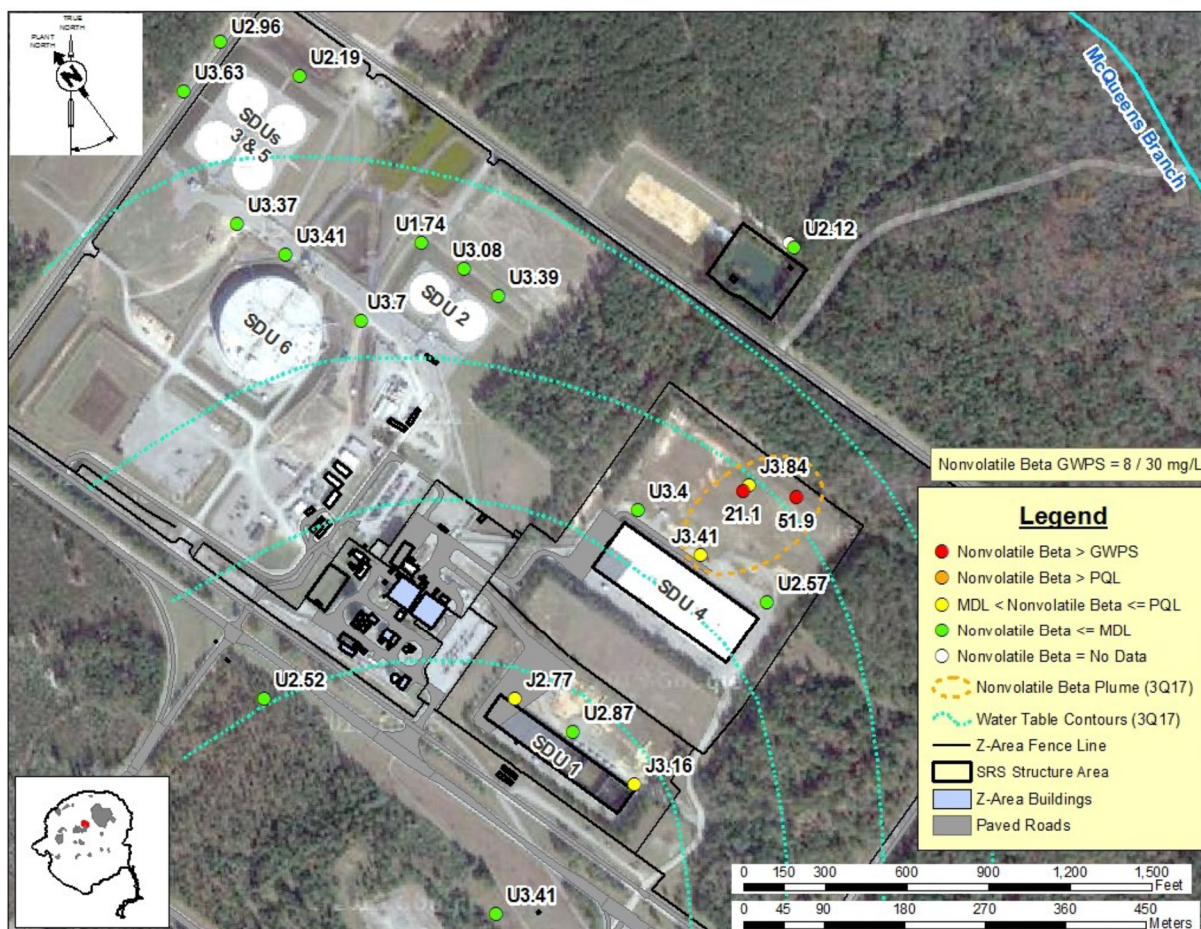 TRUE
NORTH
PLANT
NORTH
N
U2.96
U2.19
U3.63
SDUs
3 & 5
McQueens Branch
U3.37
U3.41
U1.74
U3.08
U3.39
U2.12
SDU 2
U3.7
SDU 6
Nonvolatile Beta GWPS = 8 / 30 mg/L
J3.84
U3.4
21.1
51.9
J3.41
U2.57
SDU 4
U2.52
J2.77
U2.87
SDU 1
J3.16
U3.41
Legend
Nonvolatile Beta > GWPS
Nonvolatile Beta > PQL
MDL < Nonvolatile Beta <= PQL
Nonvolatile Beta <= MDL
Nonvolatile Beta = No Data
Nonvolatile Beta Plume (3Q17)
Water Table Contours (3Q17)
Z-Area Fence Line
SRS Structure Area
Z-Area Buildings
Paved Roads
0 150 300 600 900 1,200 1,500
Feet
0 45 90 180 270 360 450
Meters